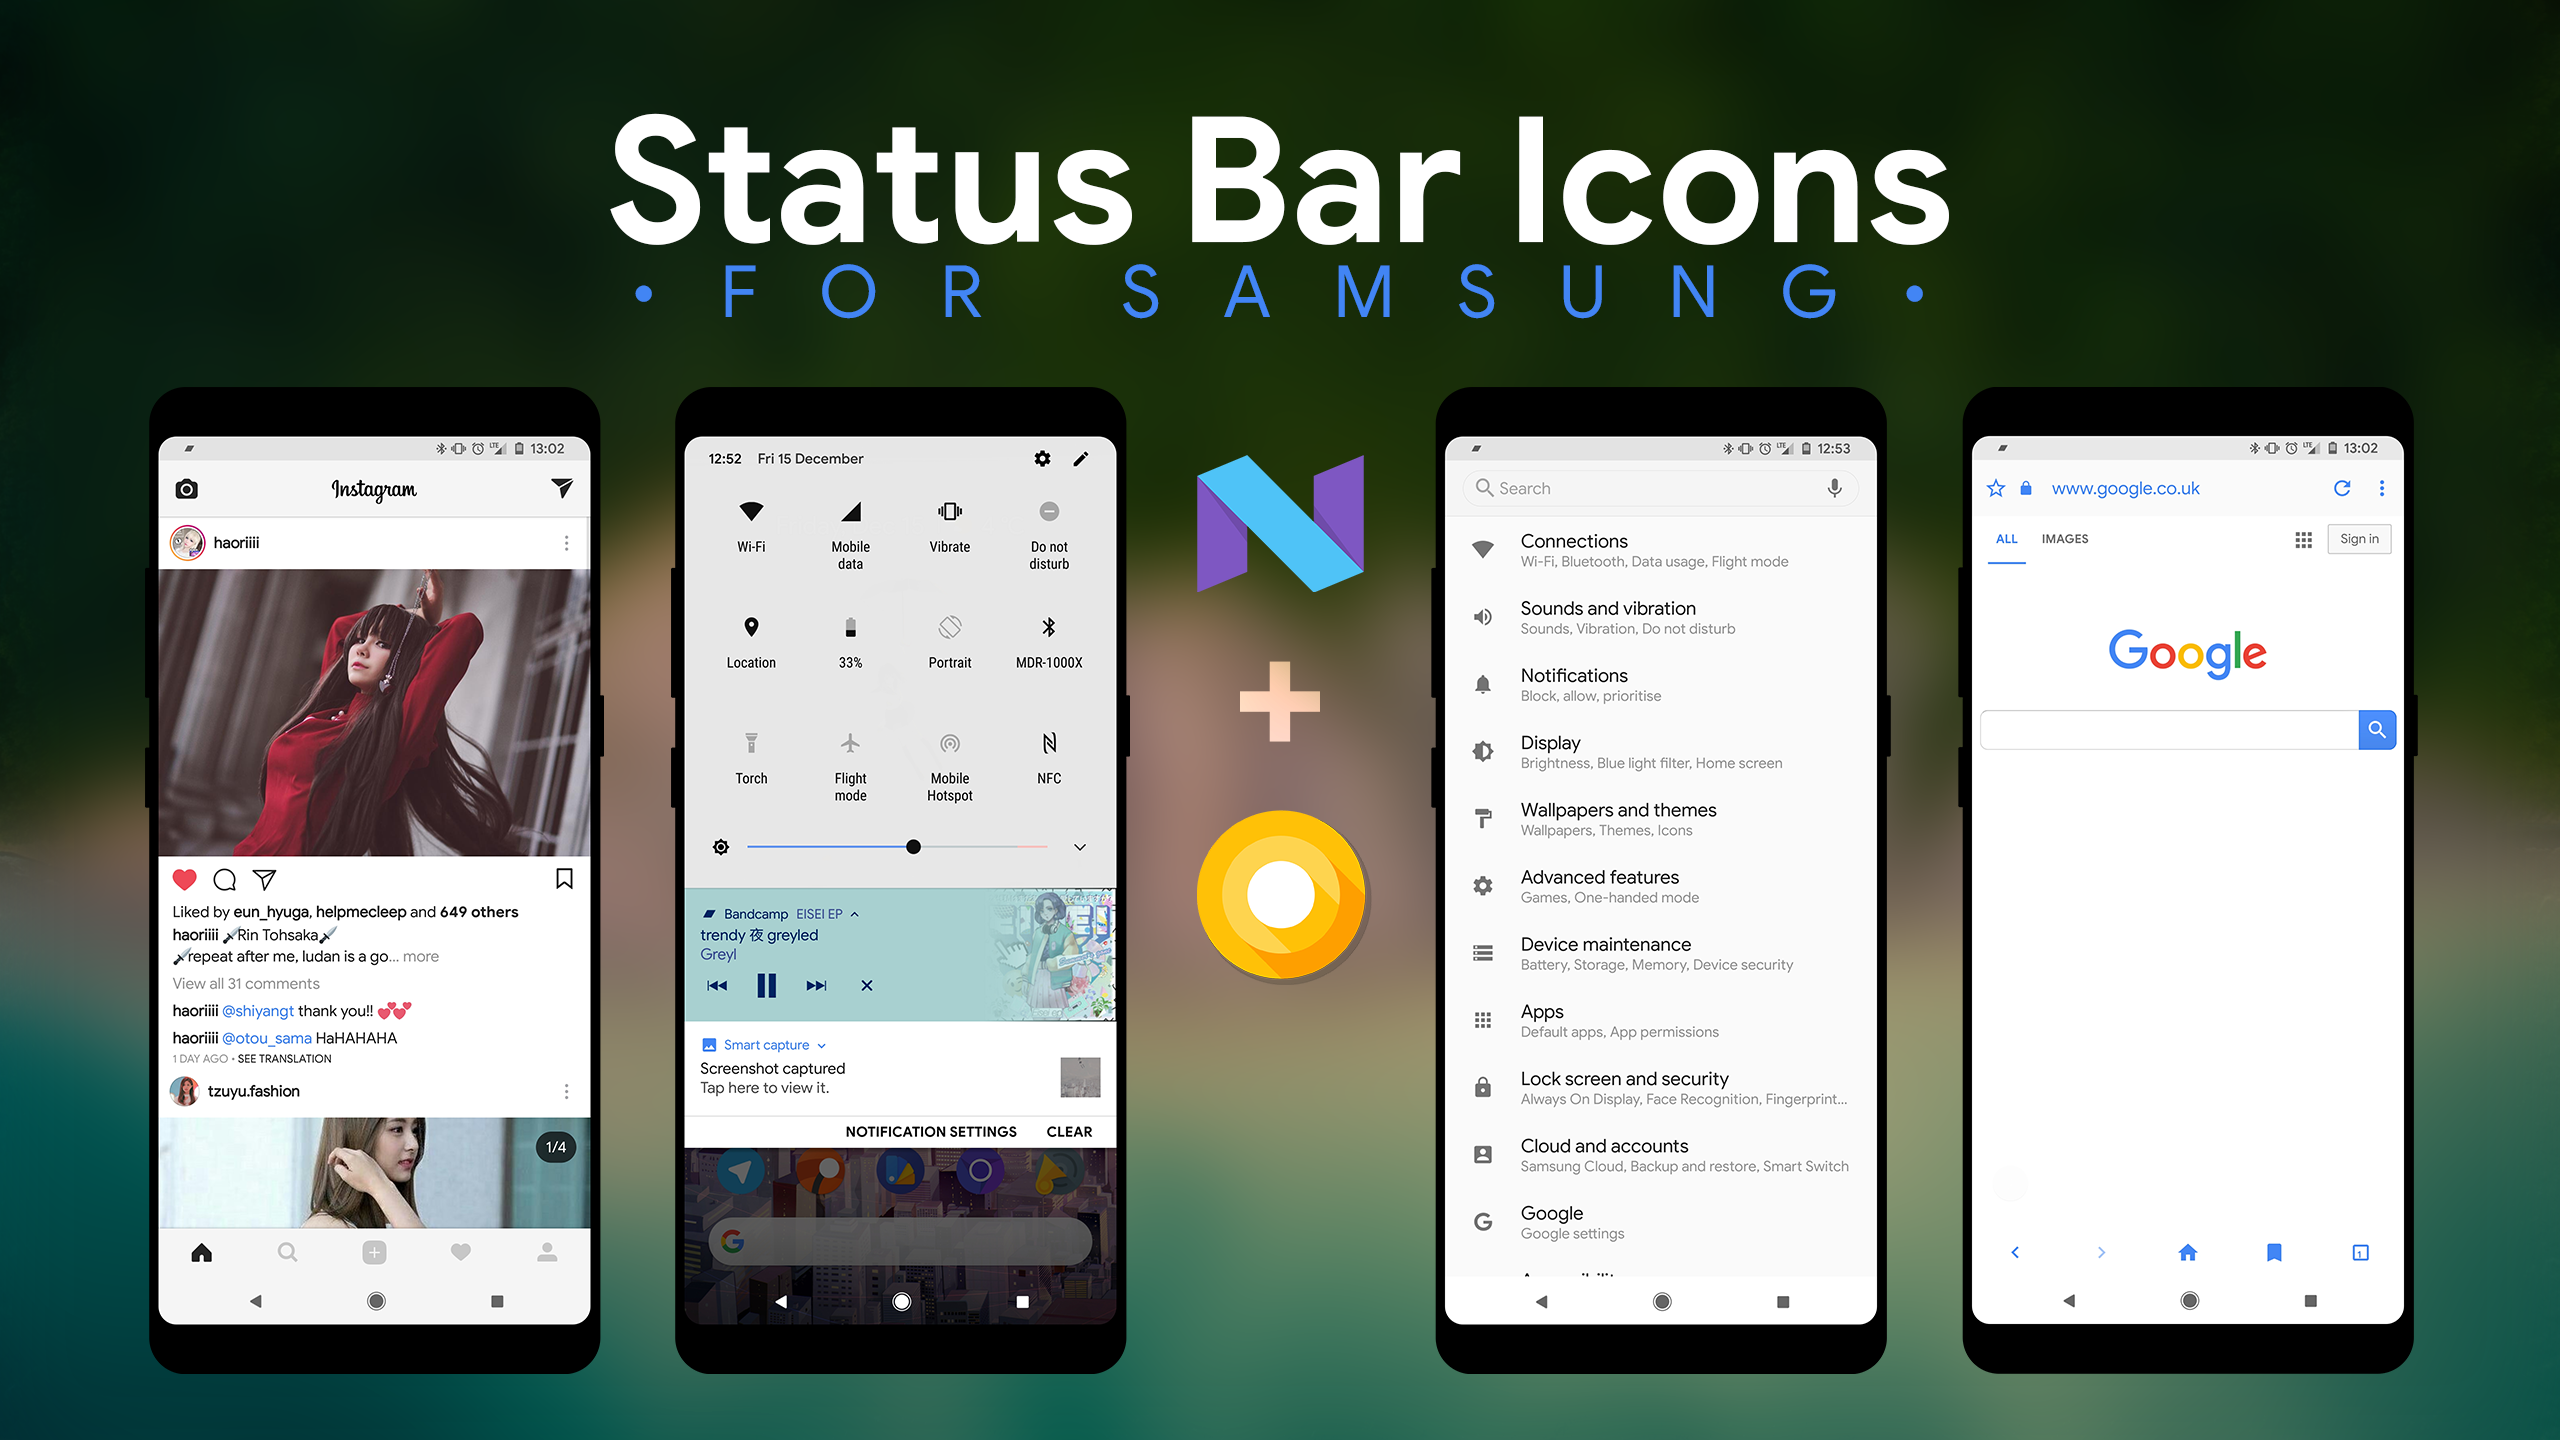 Status Bar Icons
• FOR SAMSUNG •
LTE 13:02
Instagram
haoriiii
Liked by eun_hyuga, helpmecleep and 649 others
haoriiii Rin Tohsaka
repeat after me, ludan is a go... more
View all 31 comments
haoriiii @shiyangt thank you!!
haoriiii @otou_sama HaHAHAHA
1 DAY AGO • SEE TRANSLATION
tzuyu.fashion
1/4
12:52 Fri 15 December
Wi-Fi
Mobile data
Vibrate
Do not disturb
Location
33%
Portrait
MDR-1000X
Torch
Flight mode
Mobile Hotspot
NFC
Bandcamp EISEI EP
trendy 夜 greyled
Greyl
Smart capture
Screenshot captured
Tap here to view it.
NOTIFICATION SETTINGS CLEAR
LTE 12:53
Search
Connections
Wi-Fi, Bluetooth, Data usage, Flight mode
Sounds and vibration
Sounds, Vibration, Do not disturb
Notifications
Block, allow, prioritise
Display
Brightness, Blue light filter, Home screen
Wallpapers and themes
Wallpapers, Themes, Icons
Advanced features
Games, One-handed mode
Device maintenance
Battery, Storage, Memory, Device security
Apps
Default apps, App permissions
Lock screen and security
Always On Display, Face Recognition, Fingerprint...
Cloud and accounts
Samsung Cloud, Backup and restore, Smart Switch
Google
Google settings
LTE 13:02
www.google.co.uk
ALL IMAGES Sign in
Google
1